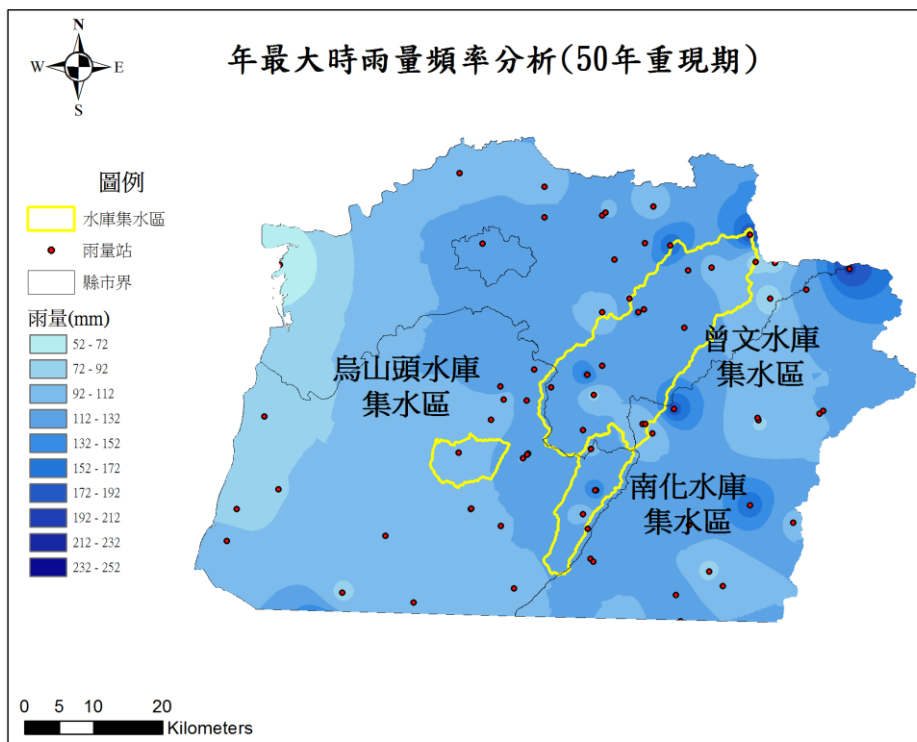 N
W
E
S
年最大時雨量頻率分析(50年重現期)
圖例
水庫集水區
雨量站
縣市界
雨量(mm)
52 - 72
72 - 92
92 - 112
112 - 132
132 - 152
152 - 172
172 - 192
192 - 212
212 - 232
232 - 252
曾文水庫
集水區
烏山頭水庫
集水區
南化水庫
集水區
0 5 10 20
Kilometers